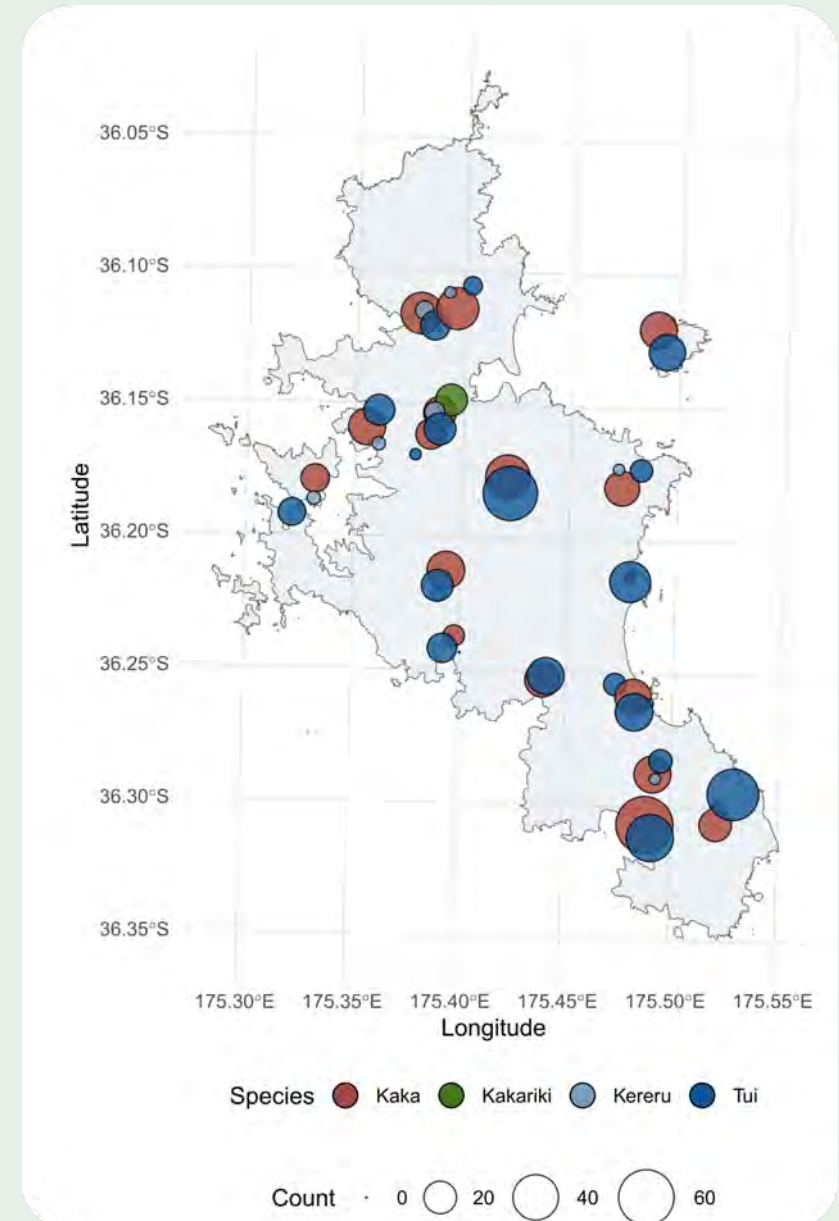 36.05°S
36.10°S
36.15°S
36.20°S
36.25°S
36.30°S
36.35°S
Latitude
175.30°E 175.35°E 175.40°E 175.45°E 175.50°E 175.55°E
Longitude
Species Kaka Kakariki Kereru Tui
Count 0 20 40 60